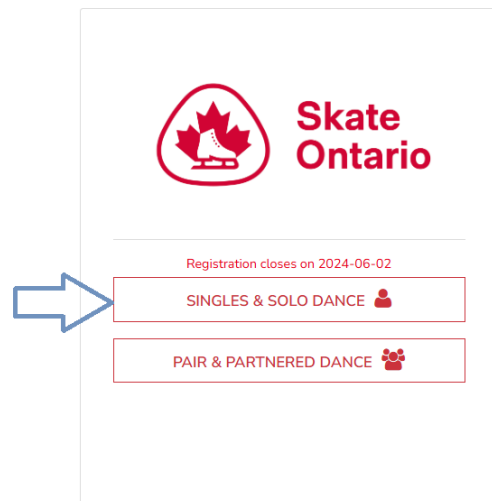 Skate
Ontario
Registration closes on 2024-06-02
SINGLES & SOLO DANCE
PAIR & PARTNERED DANCE